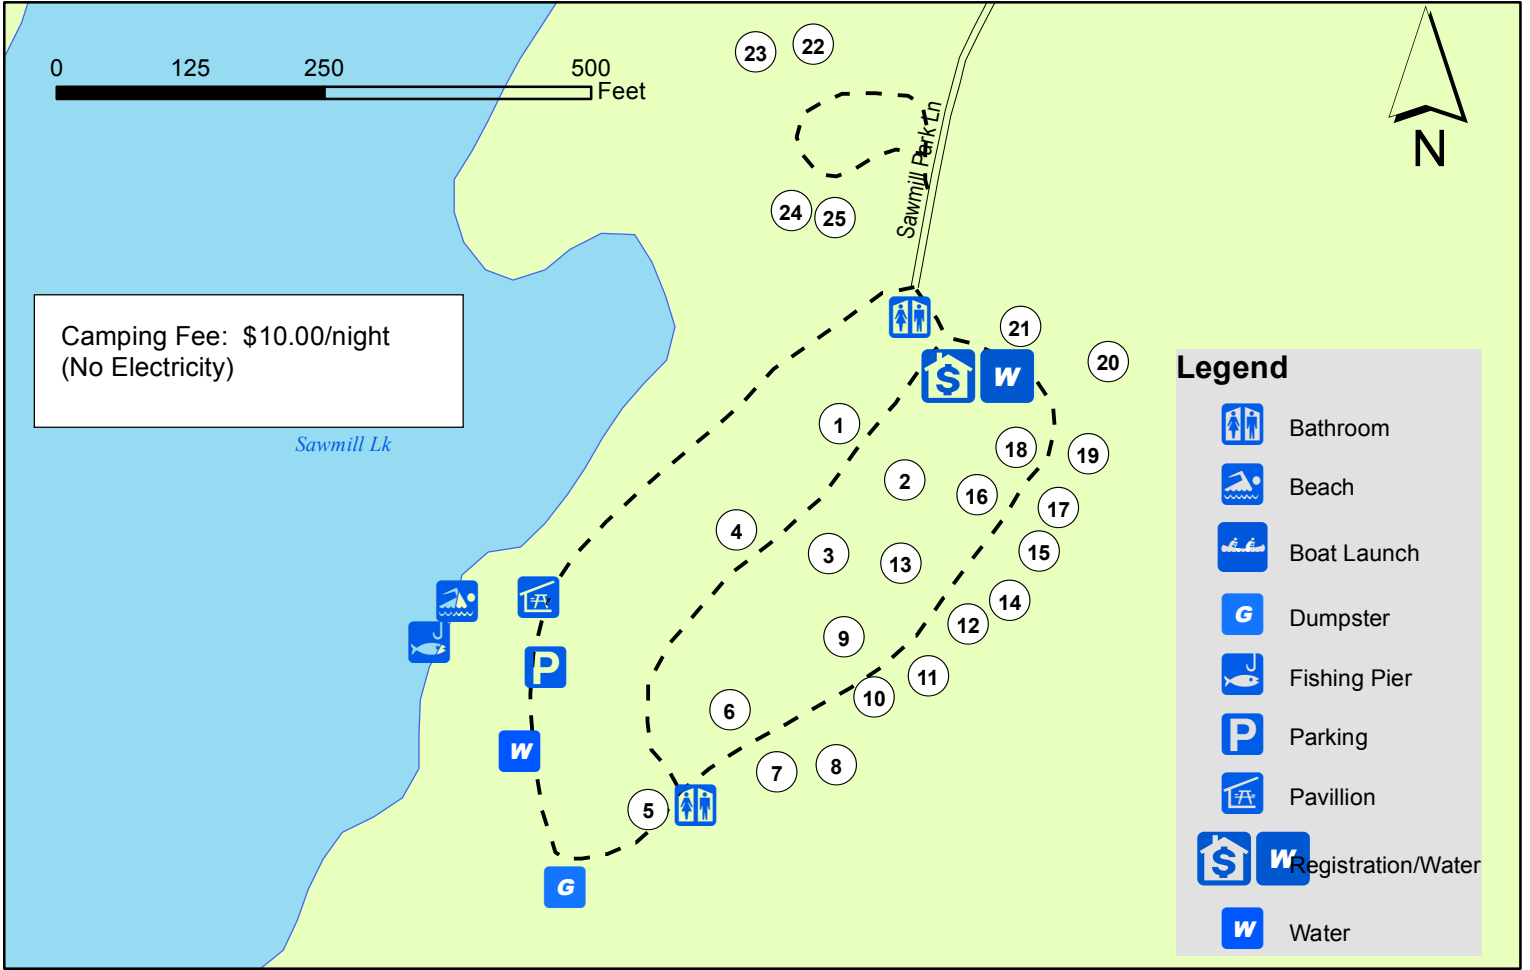 0 125 250 500
Feet
23 22
Sawmill Park Ln
N
24 25
Camping Fee: $10.00/night
(No Electricity)
Sawmill Lk
21
20
$ W
1
18
19
2
16
17
4
3
13
15
14
12
9
11
10
6
P
W
7
8
5
G
Legend
Bathroom
Beach
Boat Launch
G Dumpster
Fishing Pier
P Parking
Pavillion
$ W Registration/Water
W Water